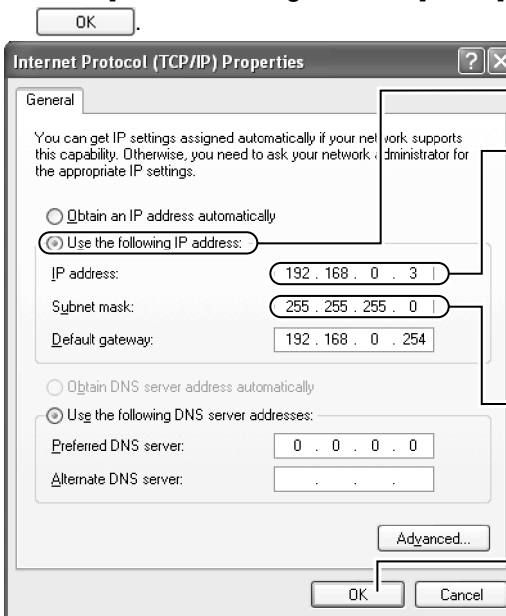 OK .
Internet Protocol (TCP/IP) Properties
General
You can get IP settings assigned automatically if your network supports
this capability. Otherwise, you need to ask your network administrator for
the appropriate IP settings.
Obtain an IP address automatically
Use the following IP address:
IP address: 192 . 168 . 0 . 3
Subnet mask: 255 . 255 . 255 . 0
Default gateway: 192 . 168 . 0 . 254
Obtain DNS server address automatically
Use the following DNS server addresses:
Preferred DNS server: 0 . 0 . 0 . 0
Alternate DNS server: . . .
Advanced...
OK Cancel